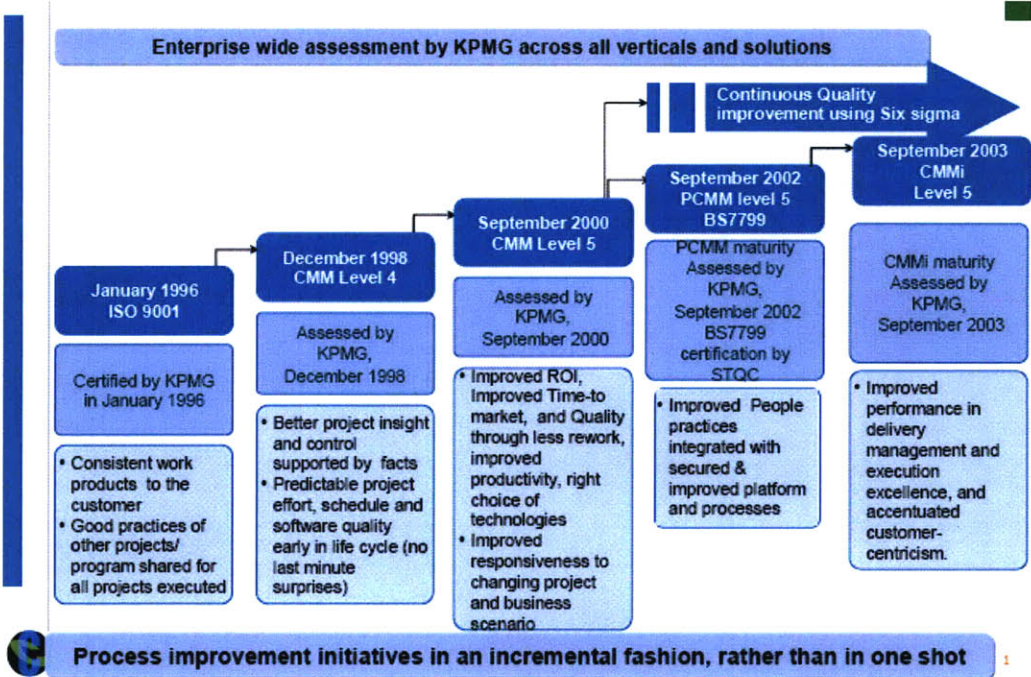 Enterprise wide assessment by KPMG across all verticals and solutions
Continuous Quality
improvement using Six sigma
January 1996
ISO 9001
Certified by KPMG
in January 1996
• Consistent work
products to the
customer
• Good practices of
other projects/
program shared for
all projects executed
December 1998
CMM Level 4
Assessed by
KPMG,
December 1998
• Better project insight
and control
supported by facts
• Predictable project
effort, schedule and
software quality
early in life cycle (no
last minute
surprises)
September 2000
CMM Level 5
Assessed by
KPMG,
September 2000
• Improved ROI,
Improved Time-to
market, and Quality
through less rework,
improved
productivity, right
choice of
technologies
• Improved
responsiveness to
changing project
and business
scenario
September 2002
PCMM level 5
BS7799
PCMM maturity
Assessed by
KPMG,
September 2002
BS7799
certification by
STQC
• Improved People
practices
integrated with
secured &
improved platform
and processes
September 2003
CMMi
Level 5
CMMi maturity
Assessed by
KPMG,
September 2003
• Improved
performance in
delivery
management and
execution
excellence, and
accentuated
customer-
centricism.
Process improvement initiatives in an incremental fashion, rather than in one shot
1